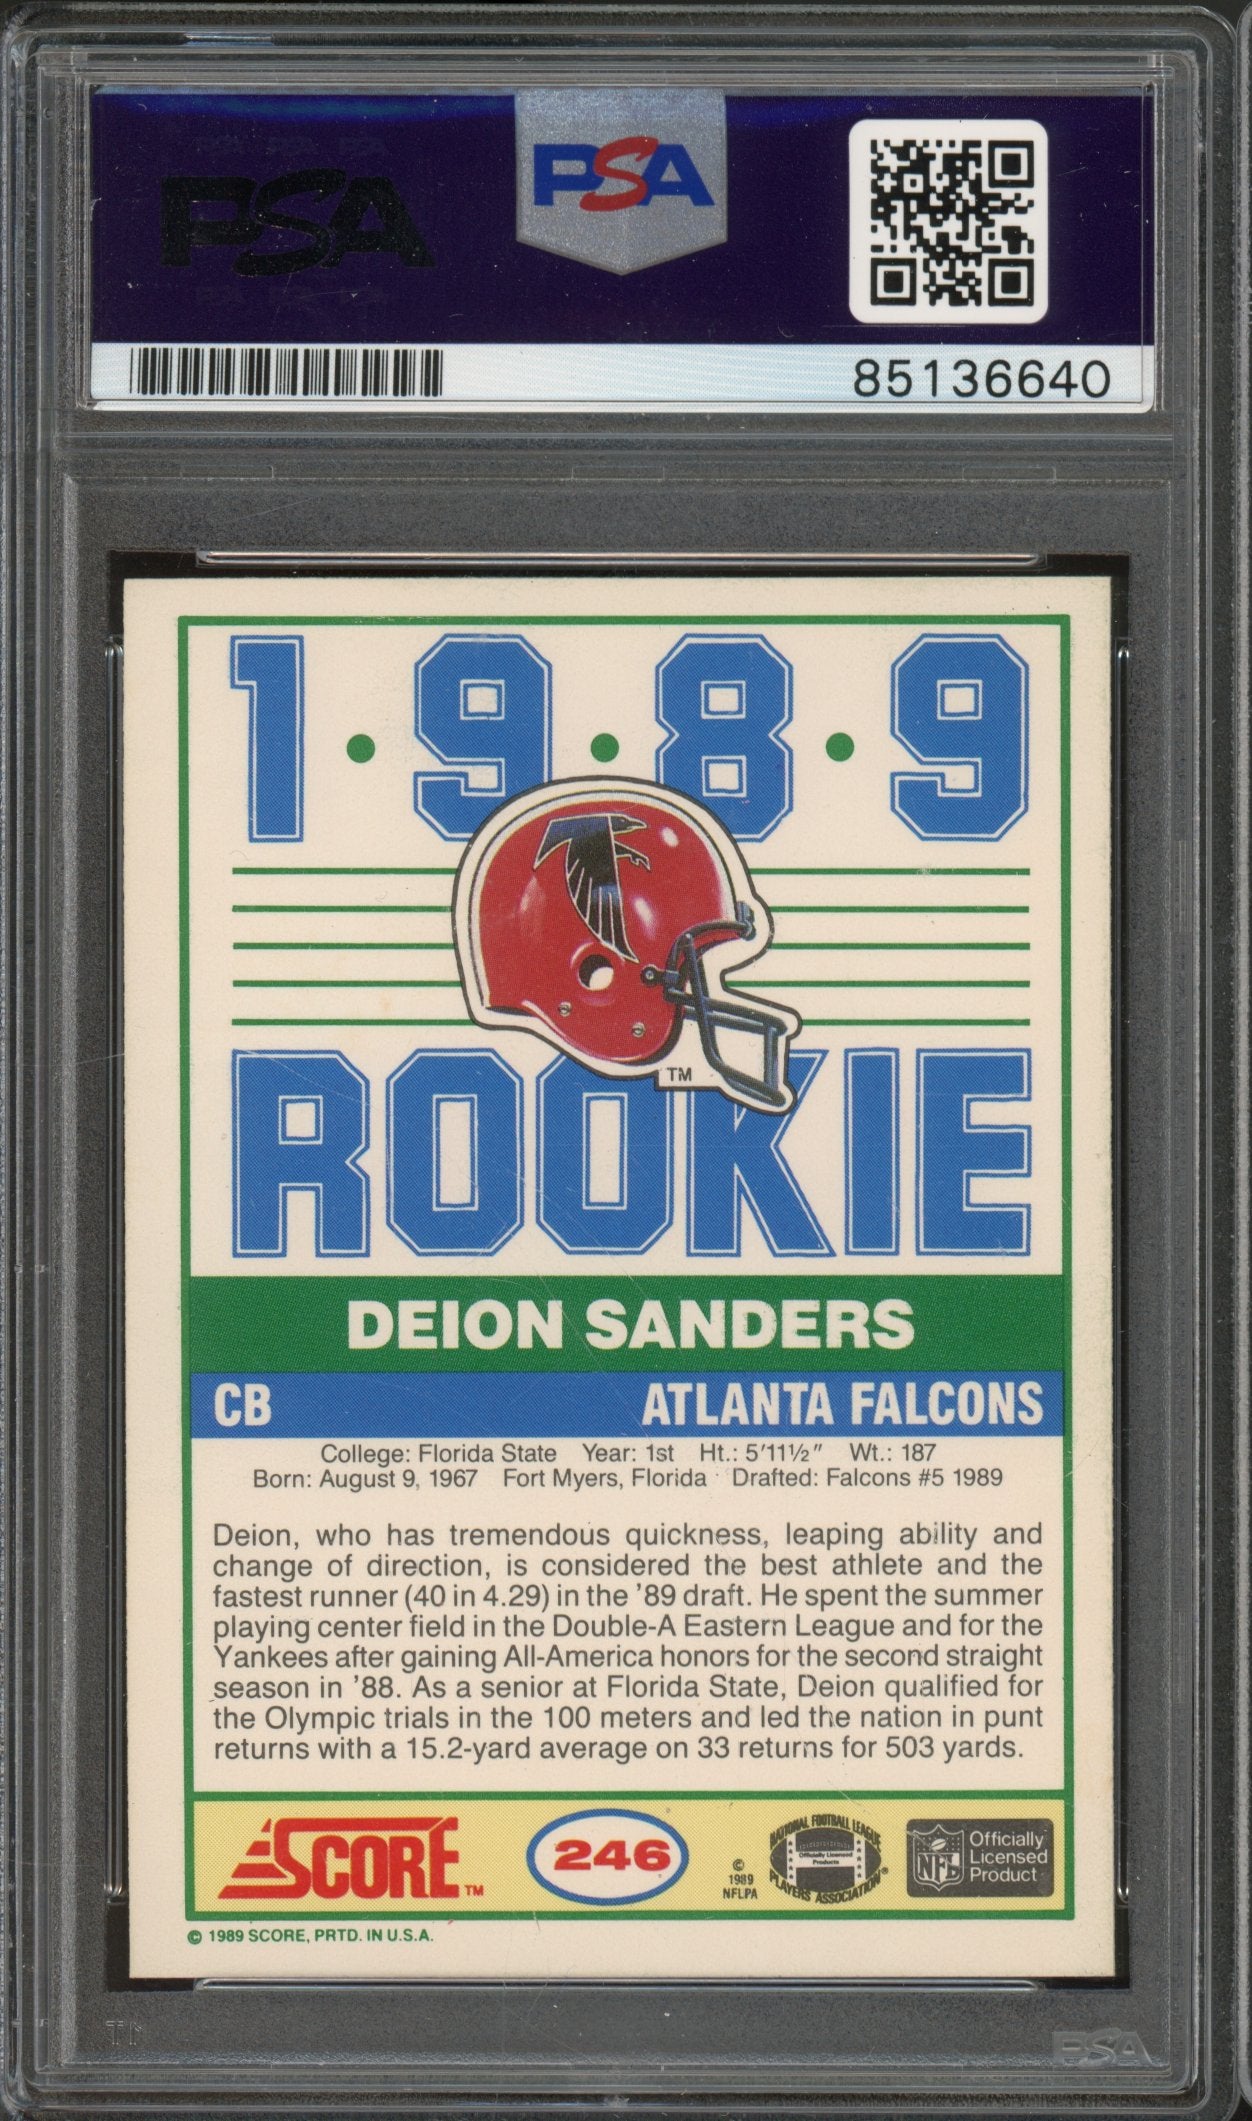 PSA
PSA
85136640
1•9•8•9
TM
ROOKIE
DEION SANDERS
CB ATLANTA FALCONS
College: Florida State Year: 1st Ht.: 5'11½" Wt.: 187
Born: August 9, 1967 Fort Myers, Florida Drafted: Falcons #5 1989
Deion, who has tremendous quickness, leaping ability and
change of direction, is considered the best athlete and the
fastest runner (40 in 4.29) in the '89 draft. He spent the summer
playing center field in the Double-A Eastern League and for the
Yankees after gaining All-America honors for the second straight
season in '88. As a senior at Florida State, Deion qualified for
the Olympic trials in the 100 meters and led the nation in punt
returns with a 15.2-yard average on 33 returns for 503 yards.
SCORE™
246
© 1989 NFLPA
NATIONAL FOOTBALL LEAGUE
Officially Licensed
Products
PLAYERS ASSOCIATION®
NFL
Officially
Licensed
Product
© 1989 SCORE, PRTD. IN U.S.A.
PSA